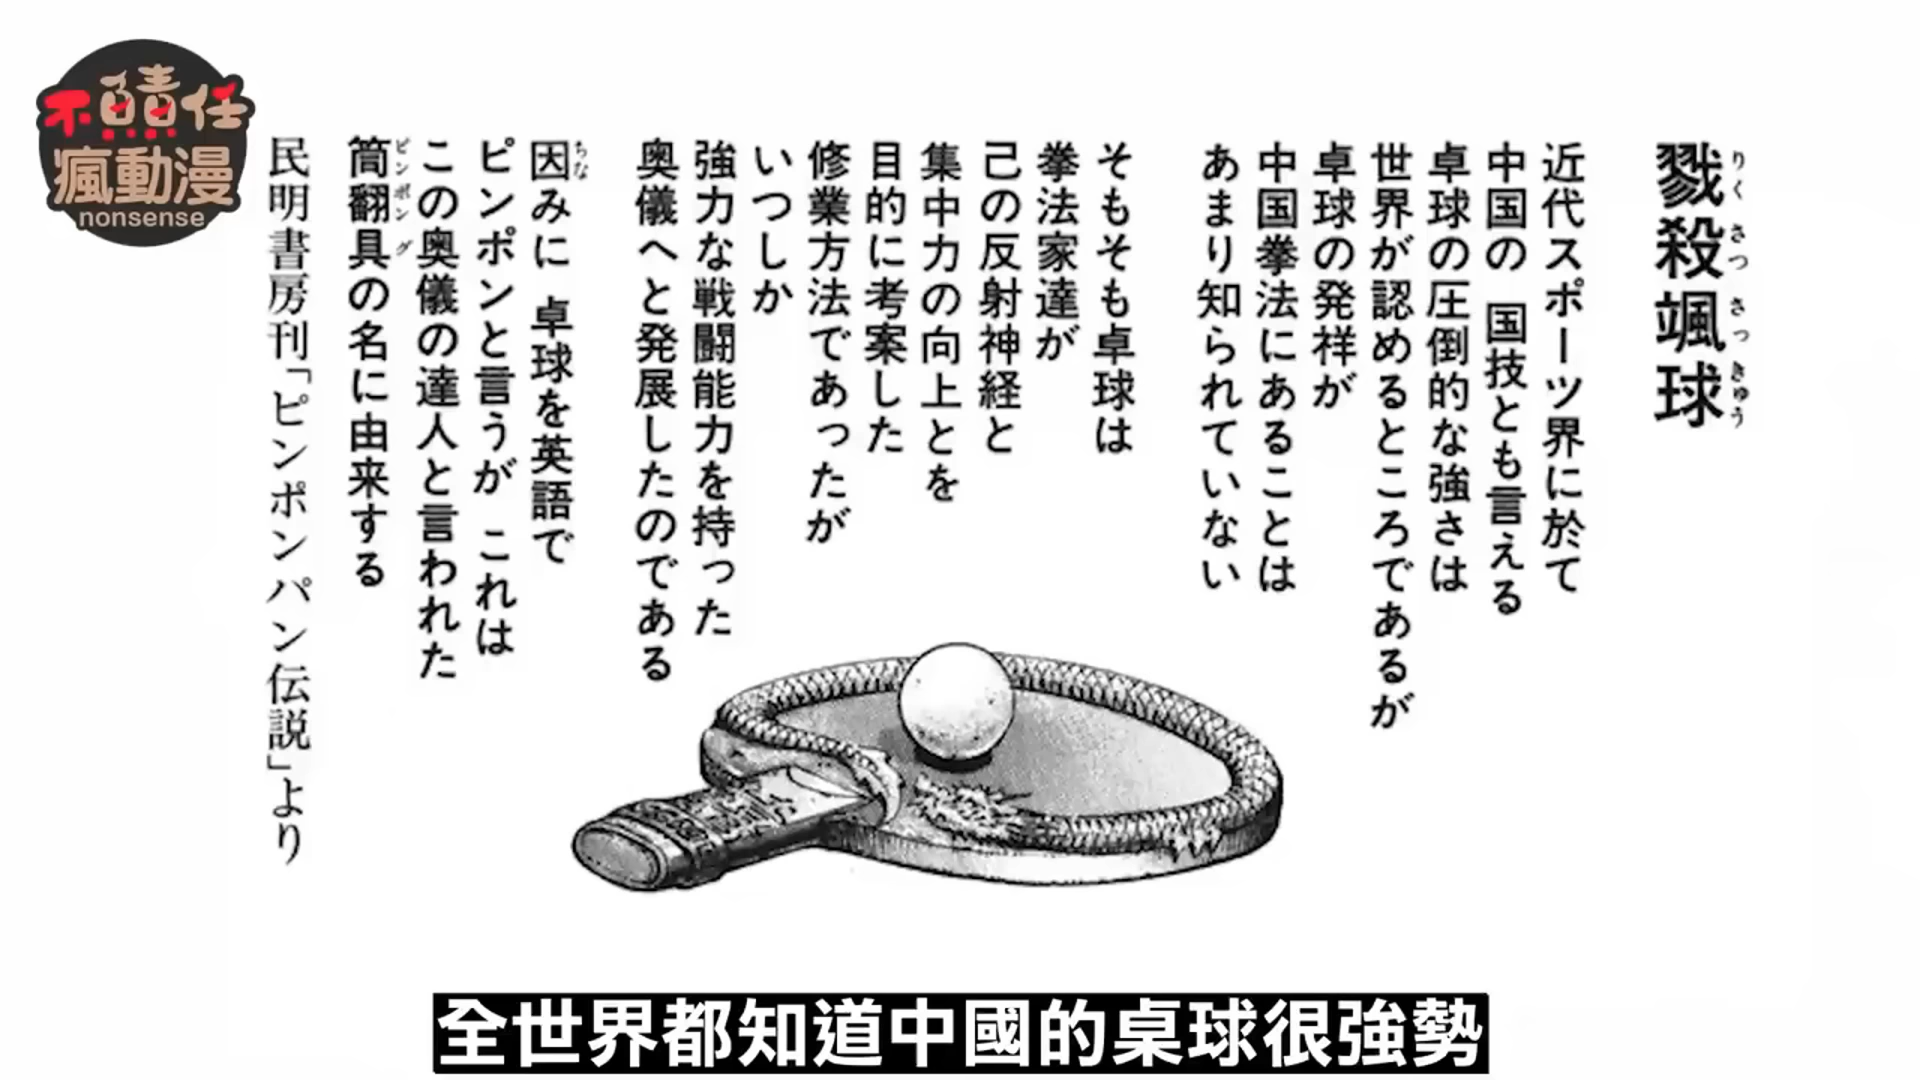 不負責任
瘋動漫
nonsense
戮殺颯球
りくさつさっきゅう
近代スポーツ界に於て
中国の 国技とも言える
卓球の圧倒的な強さは
世界が認めるところであるが
卓球の発祥が
中国拳法にあることは
あまり知られていない
そもそも卓球は
拳法家達が
己の反射神経と
集中力の向上とを
目的に考案した
修業方法であったが
いつしか
強力な戦闘能力を持った
奥儀へと発展したのである
因みに 卓球を英語で
ちな
ピンポンと言うが これは
この奥儀の達人と言われた
筒翻具の名に由来する
ピンポング
民明書房刊「ピンポンパン伝説」より
全世界都知道中國的桌球很強勢